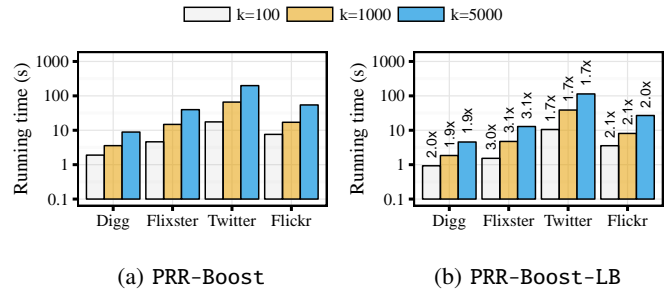 k=100 k=1000 k=5000
Running time (s)
1000
100
10
1
0.1
Digg Flixster Twitter Flickr
(a) PRR-Boost
Running time (s)
1000
100
10
1
0.1
2.0x 1.9x 1.9x 3.0x 3.1x 3.1x 1.7x 1.7x 1.7x 2.1x 2.1x 2.0x
Digg Flixster Twitter Flickr
(b) PRR-Boost-LB